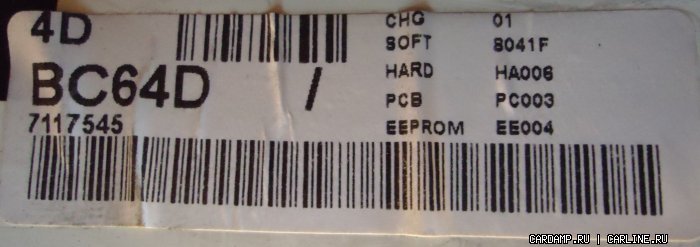 4D
BC64D /
7117545
CHG 01
SOFT 8041F
HARD HA006
PCB PC003
EEPROM EE004
CARDAMP.RU | CARLINE.RU